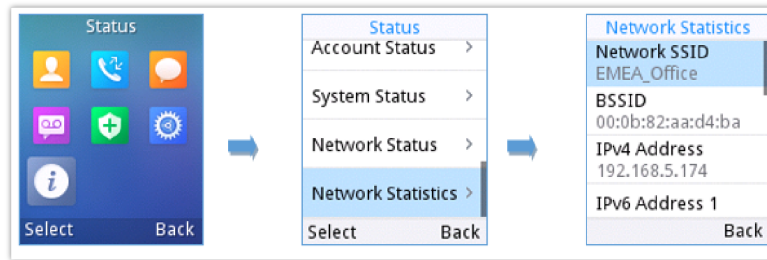 Status
Select Back
Status
Account Status >
System Status >
Network Status >
Network Statistics >
Select Back
Network Statistics
Network SSID
EMEA_Office
BSSID
00:0b:82:aa:d4:ba
IPv4 Address
192.168.5.174
IPv6 Address 1
Back